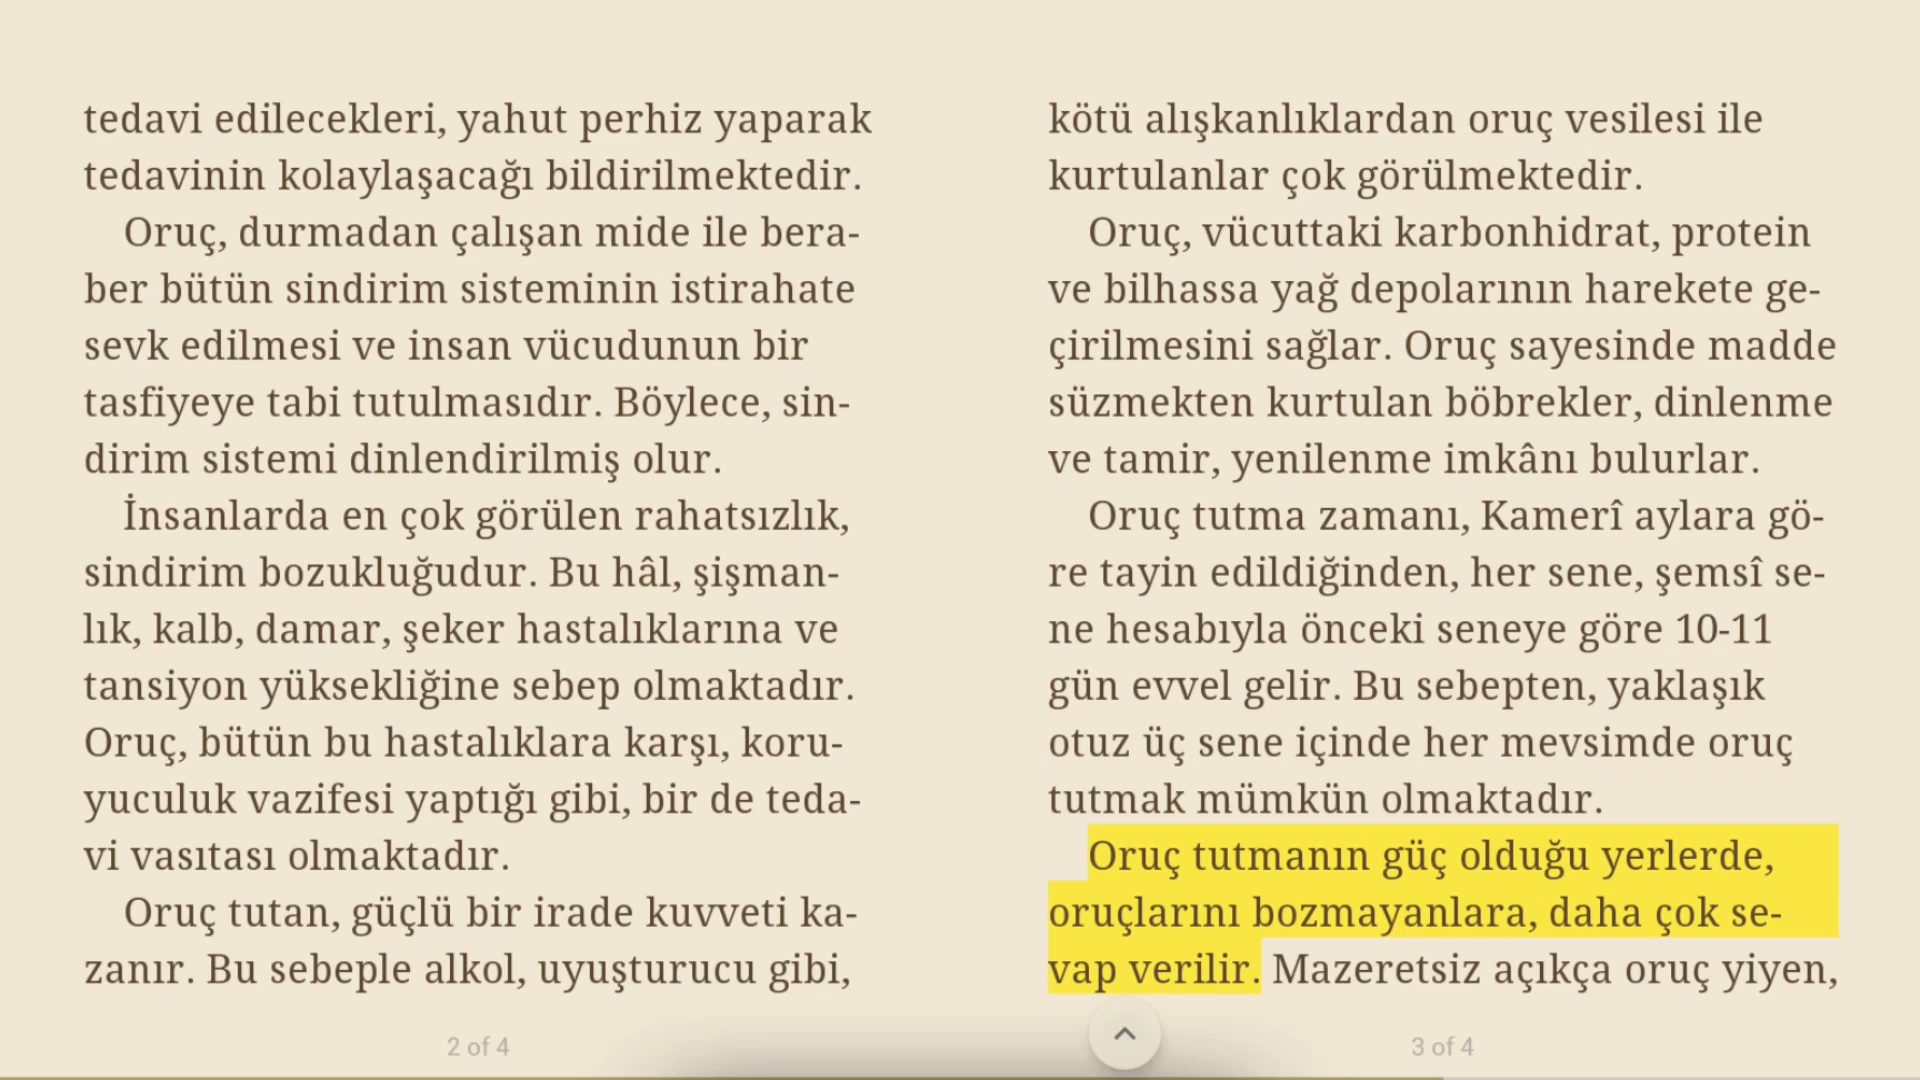 tedavi edilecekleri, yahut perhiz yaparak
tedavinin kolaylaşacağı bildirilmektedir.
Oruç, durmadan çalışan mide ile bera-
ber bütün sindirim sisteminin istirahate
sevk edilmesi ve insan vücudunun bir
tasfiyeye tabi tutulmasıdır. Böylece, sin-
dirim sistemi dinlendirilmiş olur.
İnsanlarda en çok görülen rahatsızlık,
sindirim bozukluğudur. Bu hâl, şişman-
lık, kalb, damar, şeker hastalıklarına ve
tansiyon yüksekliğine sebep olmaktadır.
Oruç, bütün bu hastalıklara karşı, koru-
yuculuk vazifesi yaptığı gibi, bir de teda-
vi vasıtası olmaktadır.
Oruç tutan, güçlü bir irade kuvveti ka-
zanır. Bu sebeple alkol, uyuşturucu gibi,
2 of 4
kötü alışkanlıklardan oruç vesilesi ile
kurtulanlar çok görülmektedir.
Oruç, vücuttaki karbonhidrat, protein
ve bilhassa yağ depolarının harekete ge-
çirilmesini sağlar. Oruç sayesinde madde
süzmekten kurtulan böbrekler, dinlenme
ve tamir, yenilenme imkânı bulurlar.
Oruç tutma zamanı, Kamerî aylara gö-
re tayin edildiğinden, her sene, şemsî se-
ne hesabıyla önceki seneye göre 10-11
gün evvel gelir. Bu sebepten, yaklaşık
otuz üç sene içinde her mevsimde oruç
tutmak mümkün olmaktadır.
Oruç tutmanın güç olduğu yerlerde,
oruçlarını bozmayanlara, daha çok se-
vap verilir. Mazeretsiz açıkça oruç yiyen,
3 of 4